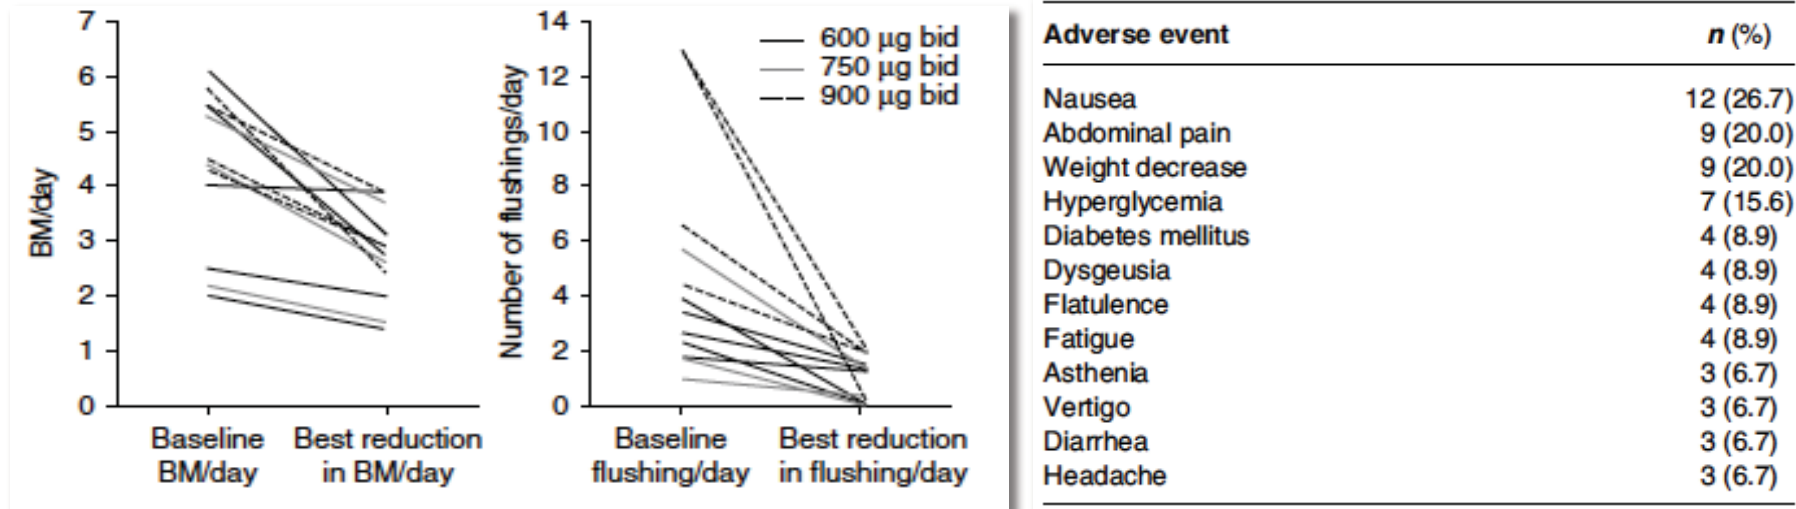 7
6
5
4
3
2
1
0
BM/day
Baseline
BM/day
Best reduction
in BM/day
14
12
10
8
6
4
2
0
Number of flushings/day
600 µg bid
750 µg bid
900 µg bid
Baseline
flushing/day
Best reduction
in flushing/day
Adverse event n (%)
Nausea 12 (26.7)
Abdominal pain 9 (20.0)
Weight decrease 9 (20.0)
Hyperglycemia 7 (15.6)
Diabetes mellitus 4 (8.9)
Dysgeusia 4 (8.9)
Flatulence 4 (8.9)
Fatigue 4 (8.9)
Asthenia 3 (6.7)
Vertigo 3 (6.7)
Diarrhea 3 (6.7)
Headache 3 (6.7)